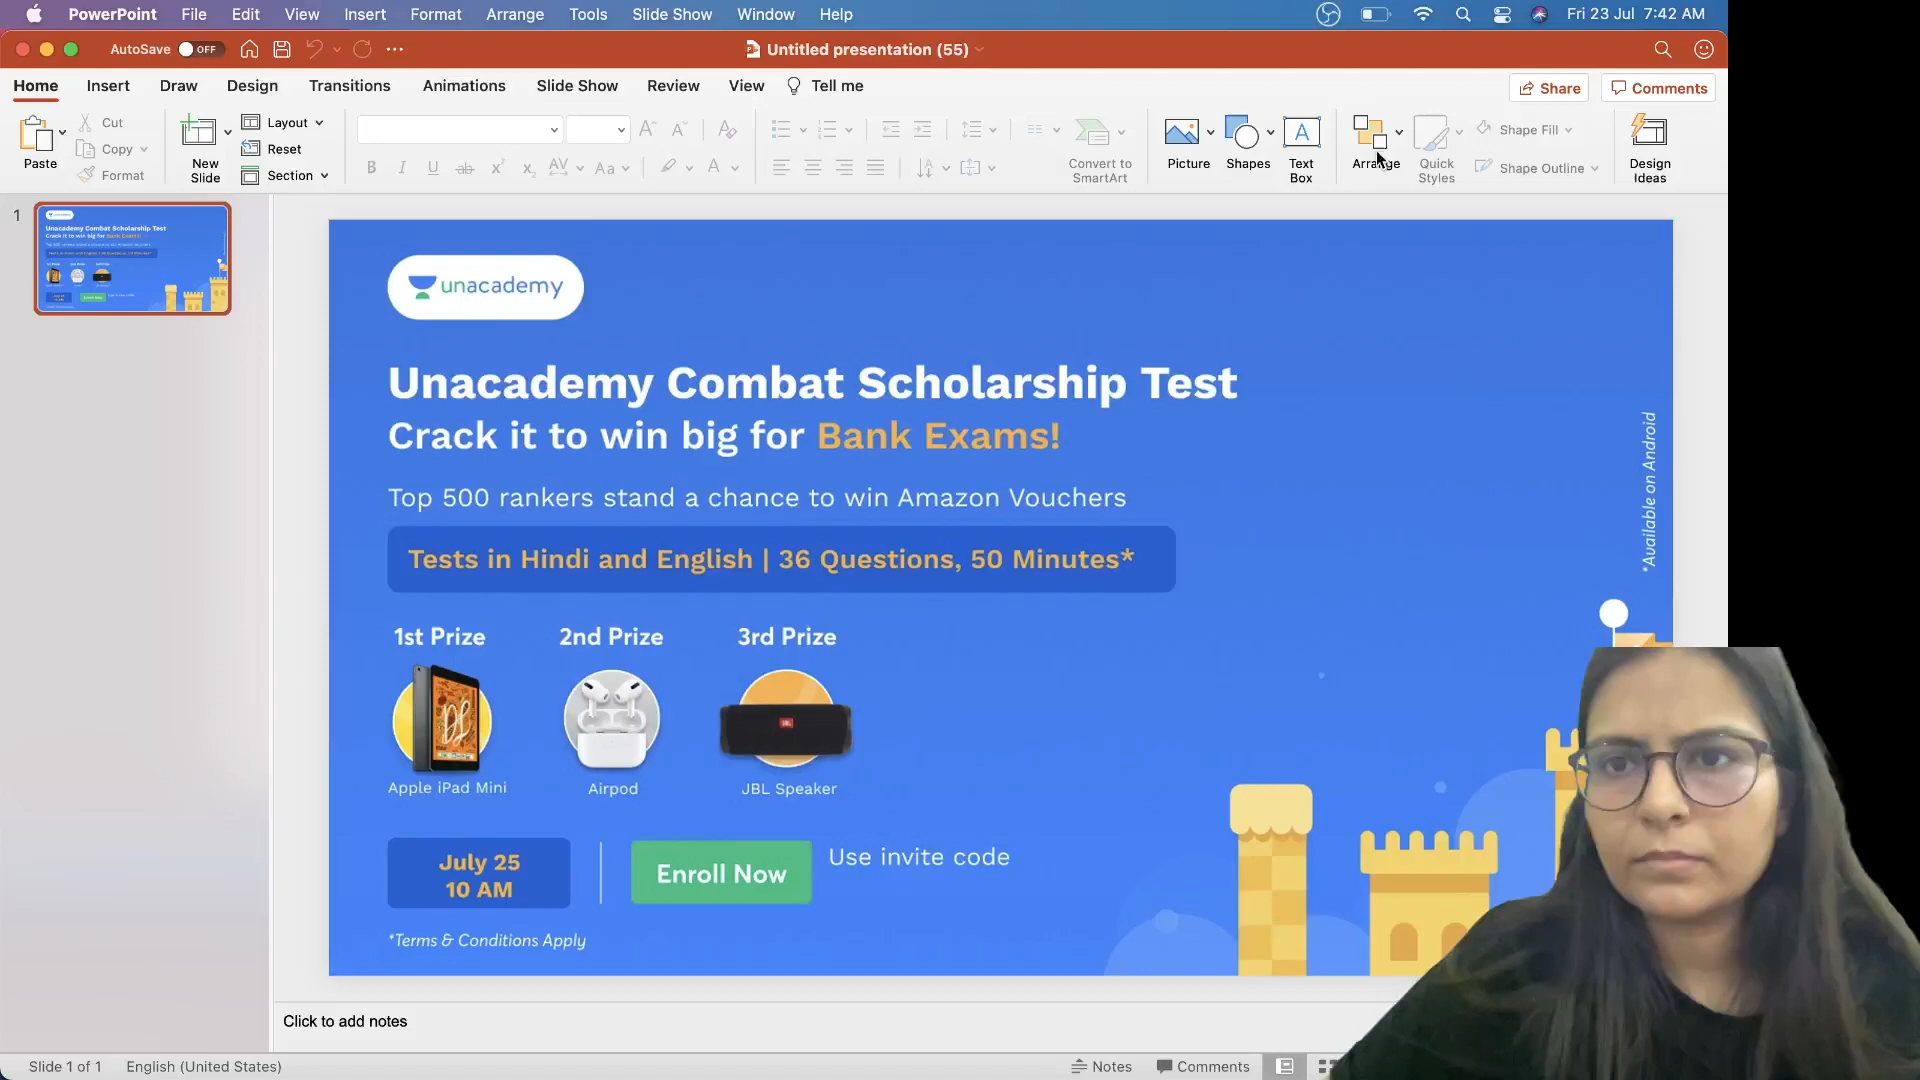 PowerPoint File Edit View Insert Format Arrange Tools Slide Show Window Help Fri 23 Jul 7:42 AM
AutoSave OFF Untitled presentation (55)
Home Insert Draw Design Transitions Animations Slide Show Review View Tell me Share Comments
Paste Cut Copy Format
New Slide Layout Reset Section
Convert to SmartArt
Picture Shapes Text Box
Arrange Quick Styles Shape Fill Shape Outline
Design Ideas
1
unacademy
Unacademy Combat Scholarship Test
Crack it to win big for Bank Exams!
Top 500 rankers stand a chance to win Amazon Vouchers
Tests in Hindi and English | 36 Questions, 50 Minutes*
*Available on Android
1st Prize 2nd Prize 3rd Prize
Apple iPad Mini Airpod JBL Speaker
July 25
10 AM
Enroll Now
Use invite code
*Terms & Conditions Apply
Click to add notes
Slide 1 of 1 English (United States) Notes Comments